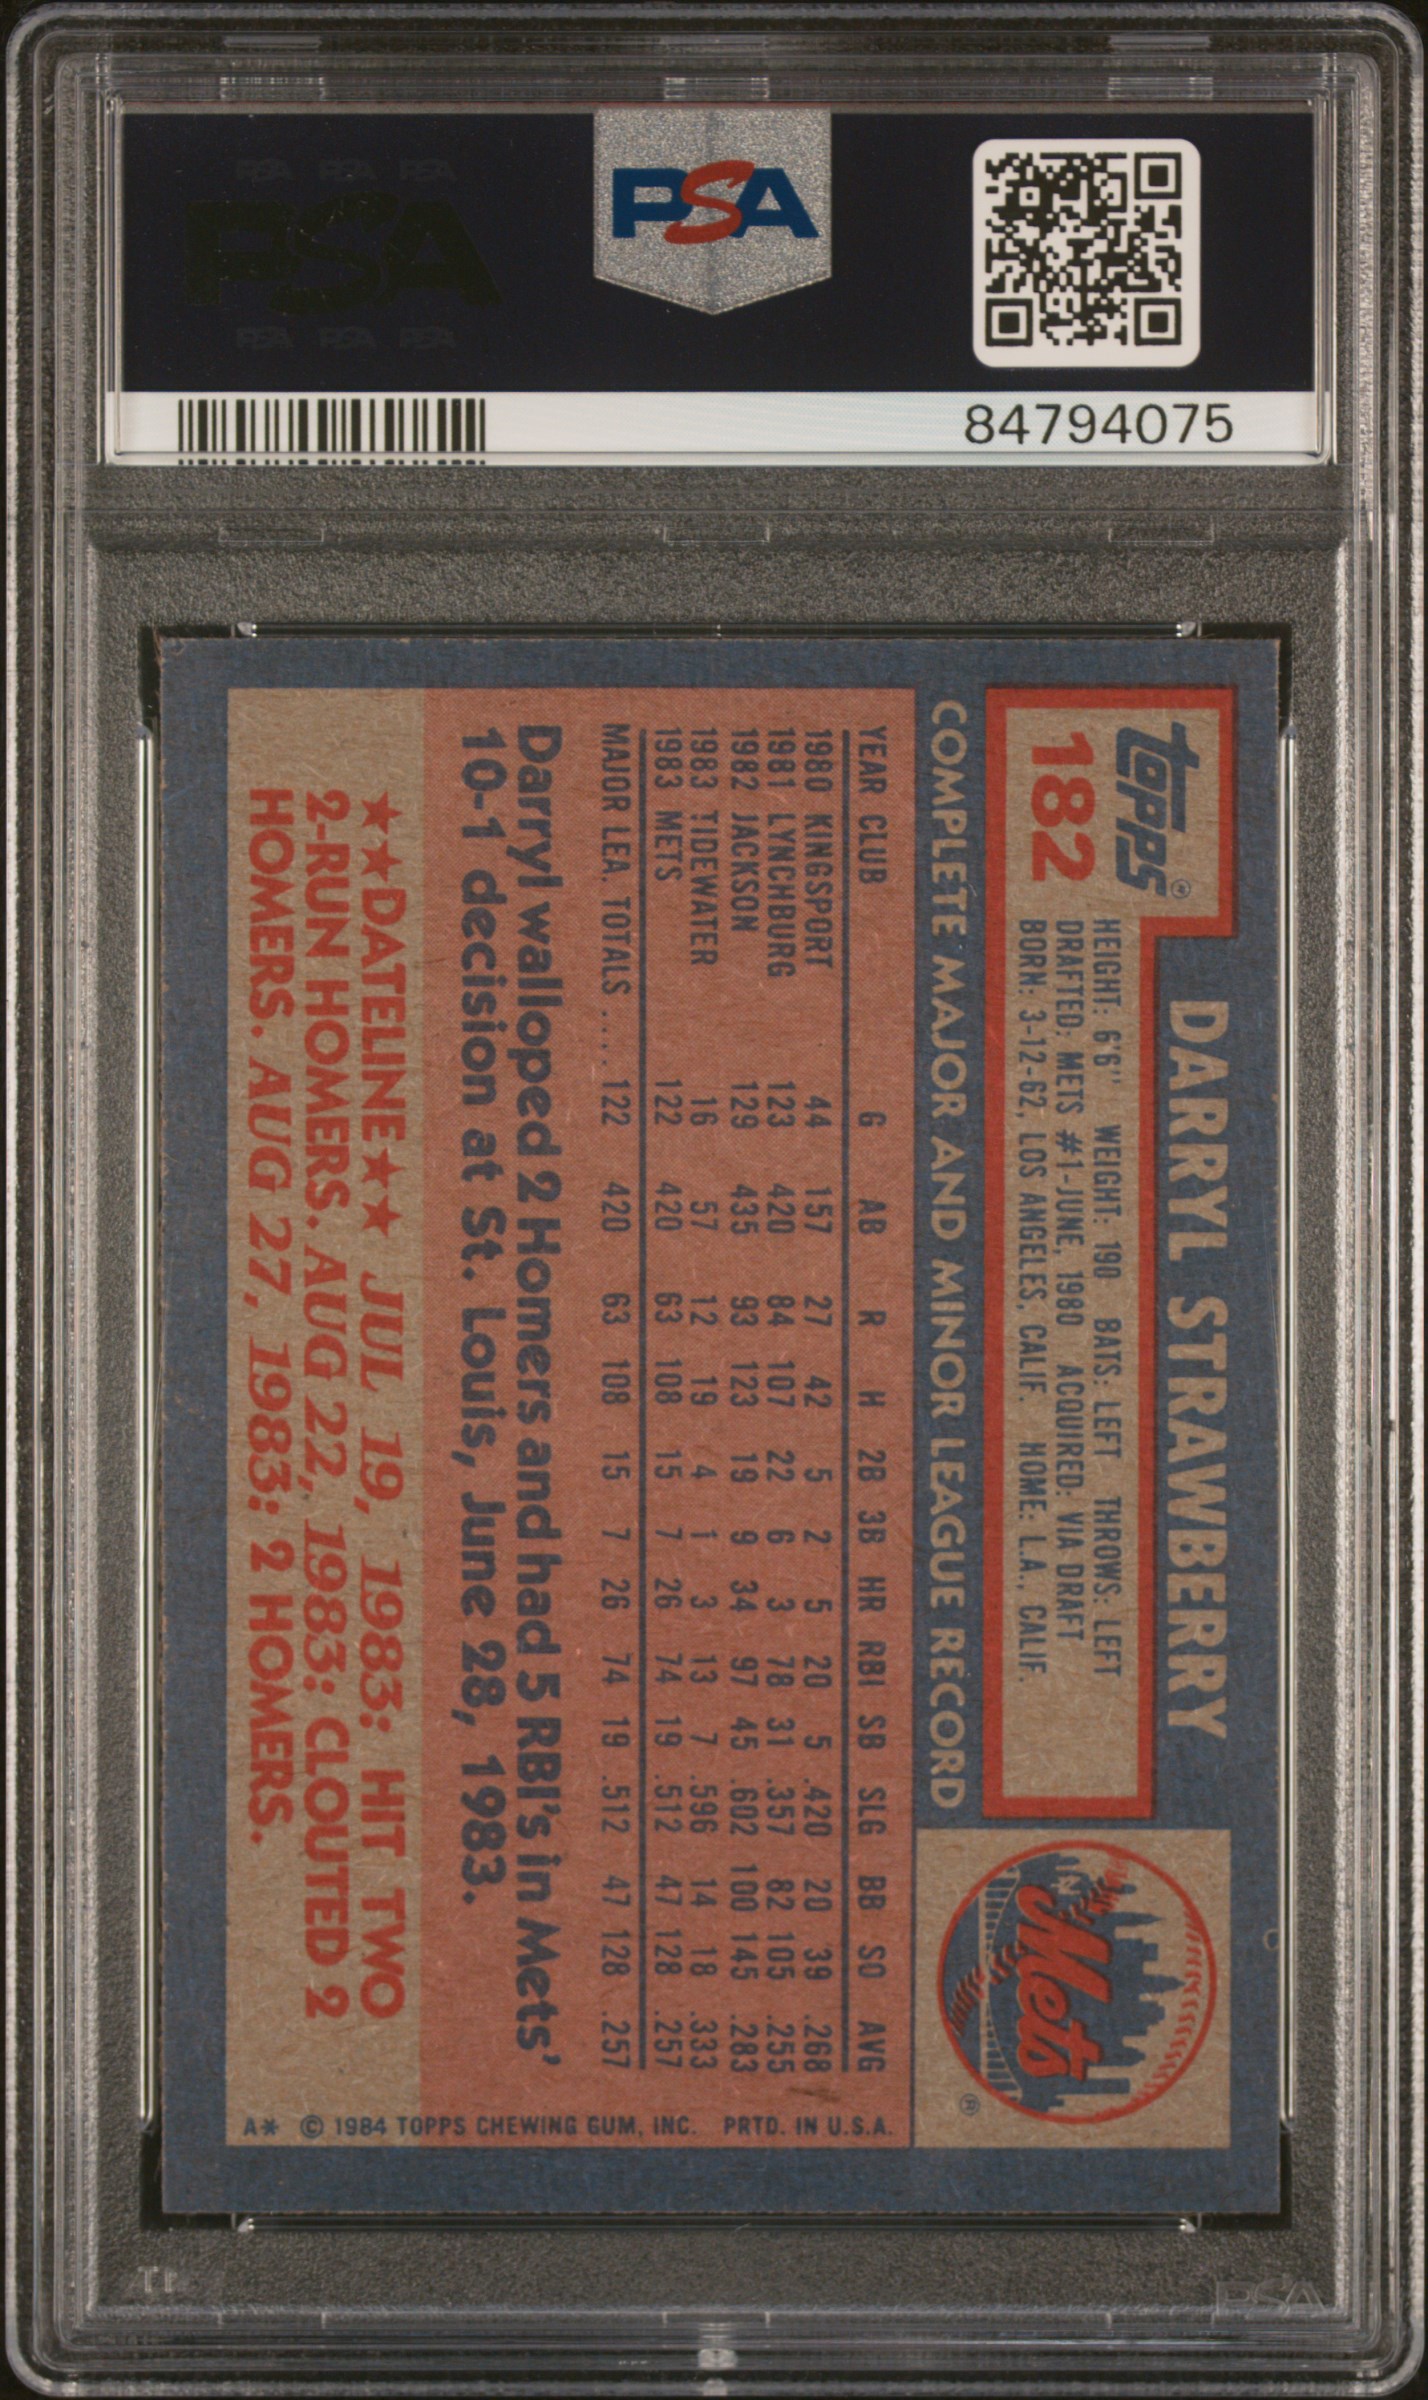 PSA PSA PSA
PSA
PSA PSA PSA
PSA
84794075
topps®
182
DARRYL STRAWBERRY
HEIGHT: 6'6" WEIGHT: 190 BATS: LEFT THROWS: LEFT
DRAFTED: METS #1-JUNE, 1980 ACQUIRED: VIA DRAFT
BORN: 3-12-62, LOS ANGELES, CALIF. HOME: L.A., CALIF.
NY
Mets
®
COMPLETE MAJOR AND MINOR LEAGUE RECORD
YEAR CLUB G AB R H 2B 3B HR RBI SB SLG BB SO AVG
1980 KINGSPORT 44 157 27 42 5 2 5 20 5 .420 20 39 .268
1981 LYNCHBURG 123 420 84 107 22 6 3 78 31 .357 82 105 .255
1982 JACKSON 129 435 93 123 19 9 34 97 45 .602 100 145 .283
1983 TIDEWATER 16 57 12 19 4 1 3 13 7 .596 14 18 .333
1983 METS 122 420 63 108 15 7 26 74 19 .512 47 128 .257
MAJOR LEA. TOTALS .... 122 420 63 108 15 7 26 74 19 .512 47 128 .257
Darryl walloped 2 Homers and had 5 RBI's in Mets'
10-1 decision at St. Louis, June 28, 1983.
★★DATELINE★★ JUL 19, 1983: HIT TWO
2-RUN HOMERS. AUG 22, 1983: CLOUTED 2
HOMERS. AUG 27, 1983: 2 HOMERS.
A* © 1984 TOPPS CHEWING GUM, INC. PRTD. IN U.S.A.
PSA